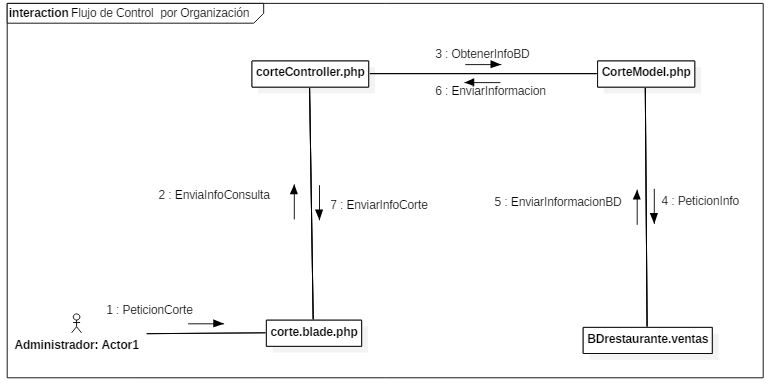 interaction Flujo de Control por Organización
3 : ObtenerInfoBD
corteController.php
CorteModel.php
6 : EnviarInformacion
2 : EnviaInfoConsulta
7 : EnviarInfoCorte
5 : EnviarInformacionBD
4 : PeticionInfo
1 : PeticionCorte
corte.blade.php
Administrador: Actor1
BDrestaurante.ventas